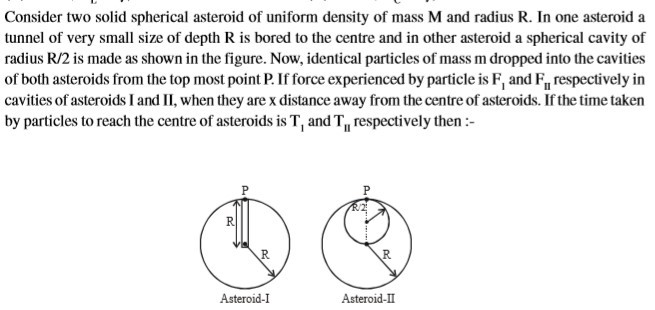 Consider two solid spherical asteroid of uniform density of mass M and radius R. In one asteroid a
tunnel of very small size of depth R is bored to the centre and in other asteroid a spherical cavity of
radius R/2 is made as shown in the figure. Now, identical particles of mass m dropped into the cavities
of both asteroids from the top most point P. If force experienced by particle is F_I and F_II respectively in
cavities of asteroids I and II, when they are x distance away from the centre of asteroids. If the time taken
by particles to reach the centre of asteroids is T_I and T_II respectively then :-
P P
R/2
R
R R
Asteroid-I Asteroid-II